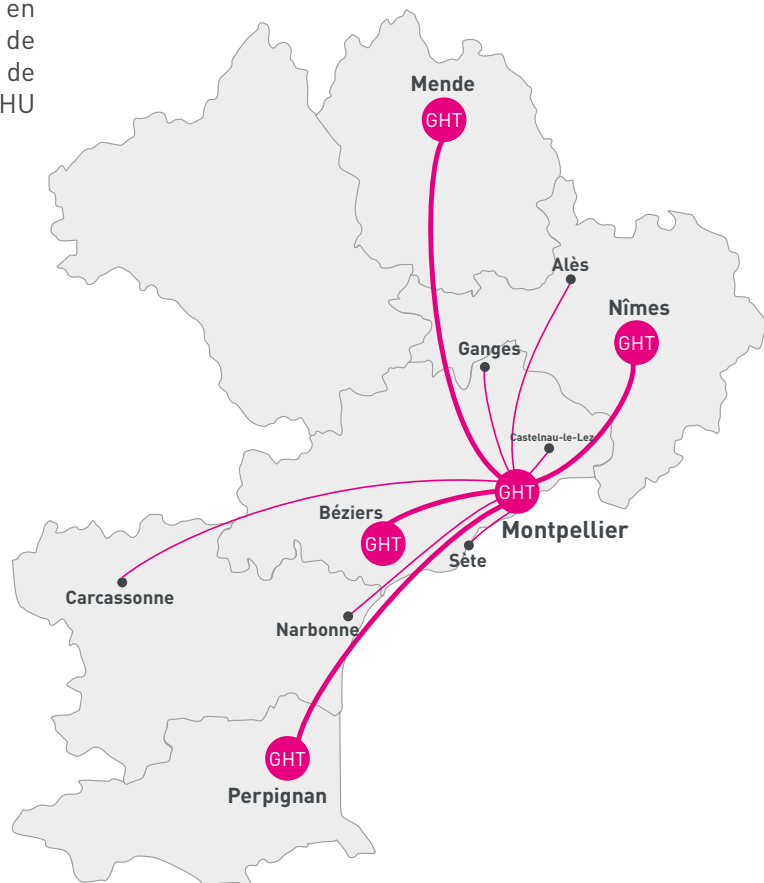 en
de
de
HU
Mende
GHT
Alès
Nîmes
GHT
Ganges
Castelnau-le-Lez
GHT
Montpellier
Béziers
GHT
Sète
Carcassonne
Narbonne
GHT
Perpignan